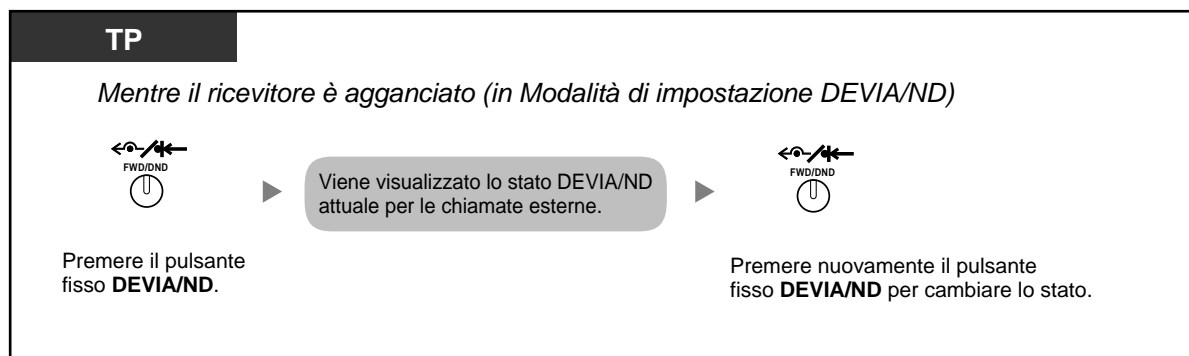 TP
Mentre il ricevitore è agganciato (in Modalità di impostazione DEVIA/ND)
FWD/DND
Viene visualizzato lo stato DEVIA/ND
attuale per le chiamate esterne.
FWD/DND
Premere il pulsante
fisso DEVIA/ND.
Premere nuovamente il pulsante
fisso DEVIA/ND per cambiare lo stato.